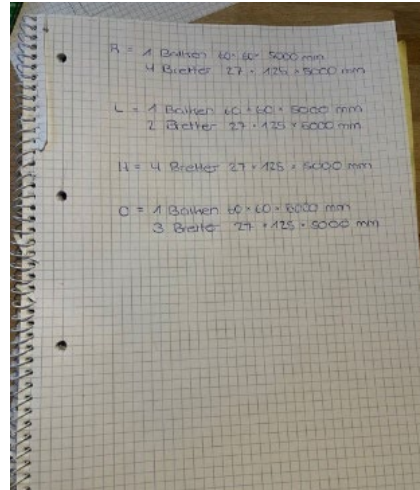 R = 1 Balken 60 × 60 × 5000 mm
4 Bretter 27 × 125 × 5000 mm
L = 1 Balken 60 × 60 × 5000 mm
2 Bretter 27 × 125 × 5000 mm
H = 4 Bretter 27 × 125 × 5000 mm
O = 1 Balken 60 × 60 × 5000 mm
3 Bretter 27 × 125 × 5000 mm